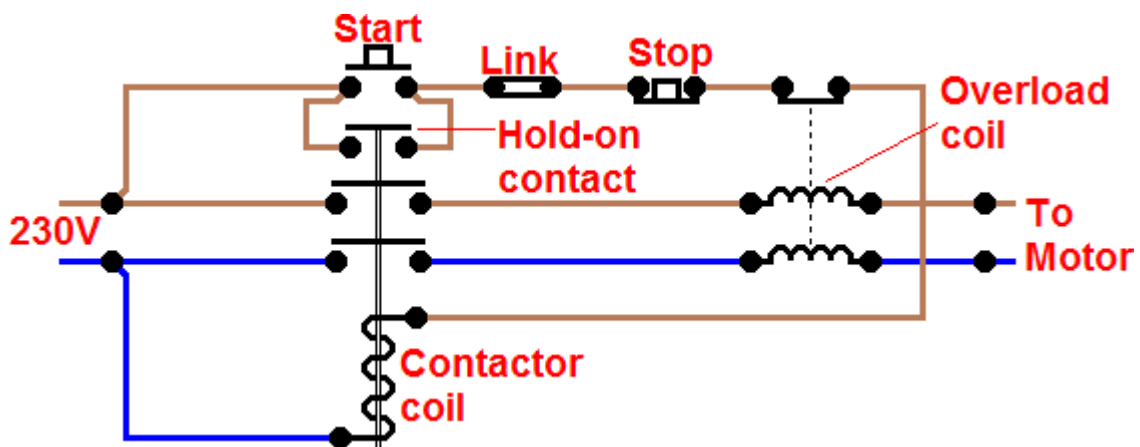 Start
Link
Stop
Overload
coil
Hold-on
contact
230V
To
Motor
Contactor
coil